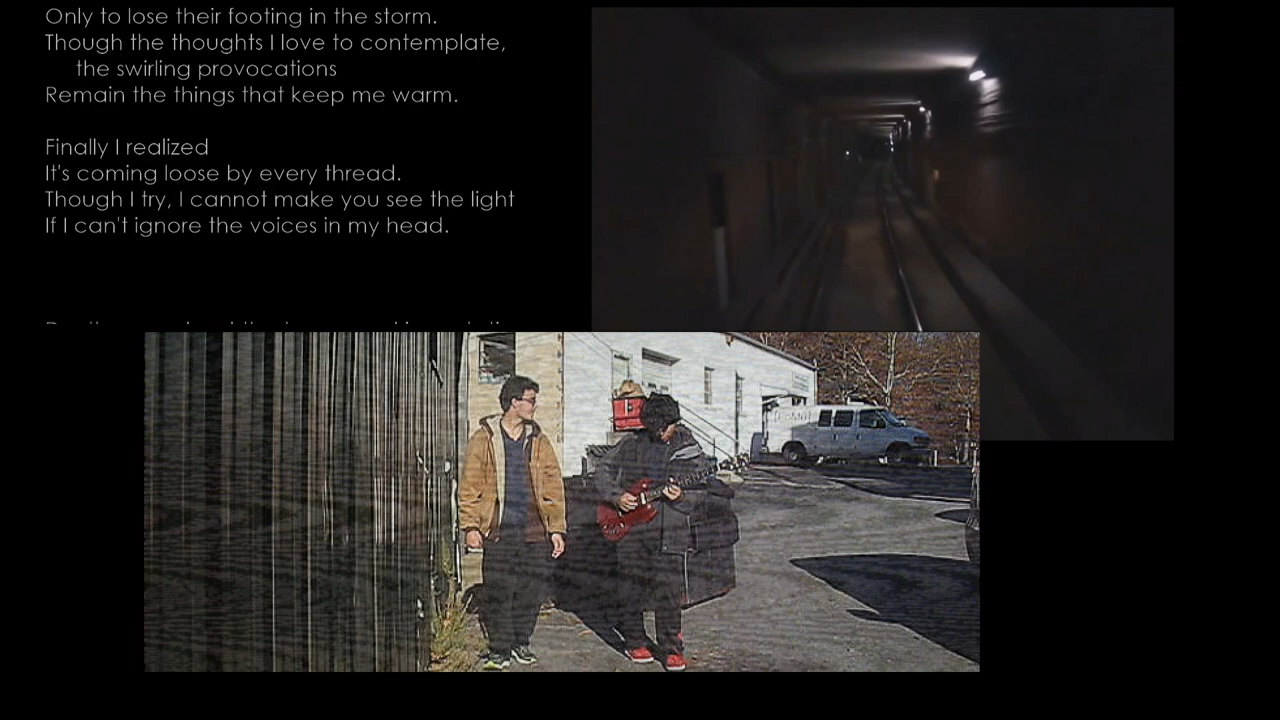 Only to lose their footing in the storm.
Though the thoughts I love to contemplate,
the swirling provocations
Remain the things that keep me warm.
Finally I realized
It's coming loose by every thread.
Though I try, I cannot make you see the light
If I can't ignore the voices in my head.